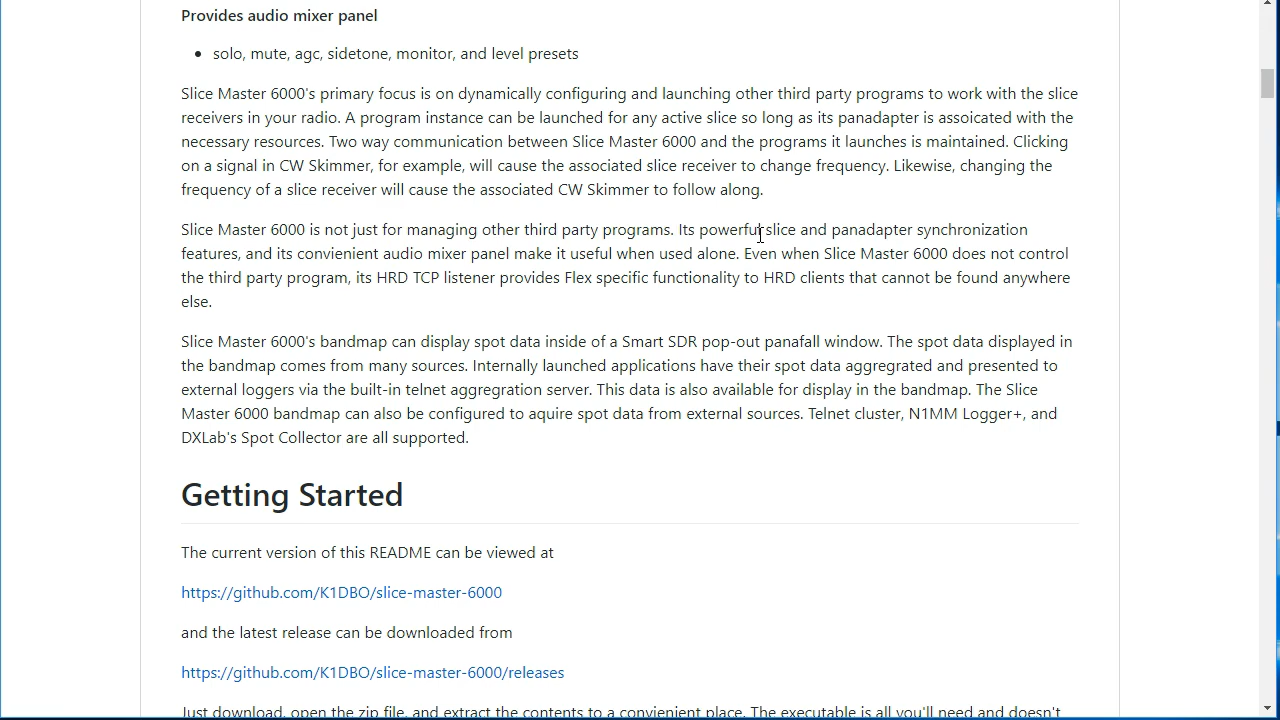 Provides audio mixer panel
• solo, mute, agc, sidetone, monitor, and level presets
Slice Master 6000's primary focus is on dynamically configuring and launching other third party programs to work with the slice
receivers in your radio. A program instance can be launched for any active slice so long as its panadapter is assoicated with the
necessary resources. Two way communication between Slice Master 6000 and the programs it launches is maintained. Clicking
on a signal in CW Skimmer, for example, will cause the associated slice receiver to change frequency. Likewise, changing the
frequency of a slice receiver will cause the associated CW Skimmer to follow along.
Slice Master 6000 is not just for managing other third party programs. Its powerful slice and panadapter synchronization
features, and its convienient audio mixer panel make it useful when used alone. Even when Slice Master 6000 does not control
the third party program, its HRD TCP listener provides Flex specific functionality to HRD clients that cannot be found anywhere
else.
Slice Master 6000's bandmap can display spot data inside of a Smart SDR pop-out panafall window. The spot data displayed in
the bandmap comes from many sources. Internally launched applications have their spot data aggregrated and presented to
external loggers via the built-in telnet aggregration server. This data is also available for display in the bandmap. The Slice
Master 6000 bandmap can also be configured to aquire spot data from external sources. Telnet cluster, N1MM Logger+, and
DXLab's Spot Collector are all supported.
Getting Started
The current version of this README can be viewed at
https://github.com/K1DBO/slice-master-6000
and the latest release can be downloaded from
https://github.com/K1DBO/slice-master-6000/releases
Just download, open the zip file, and extract the contents to a convienient place. The executable is all you'll need and doesn't